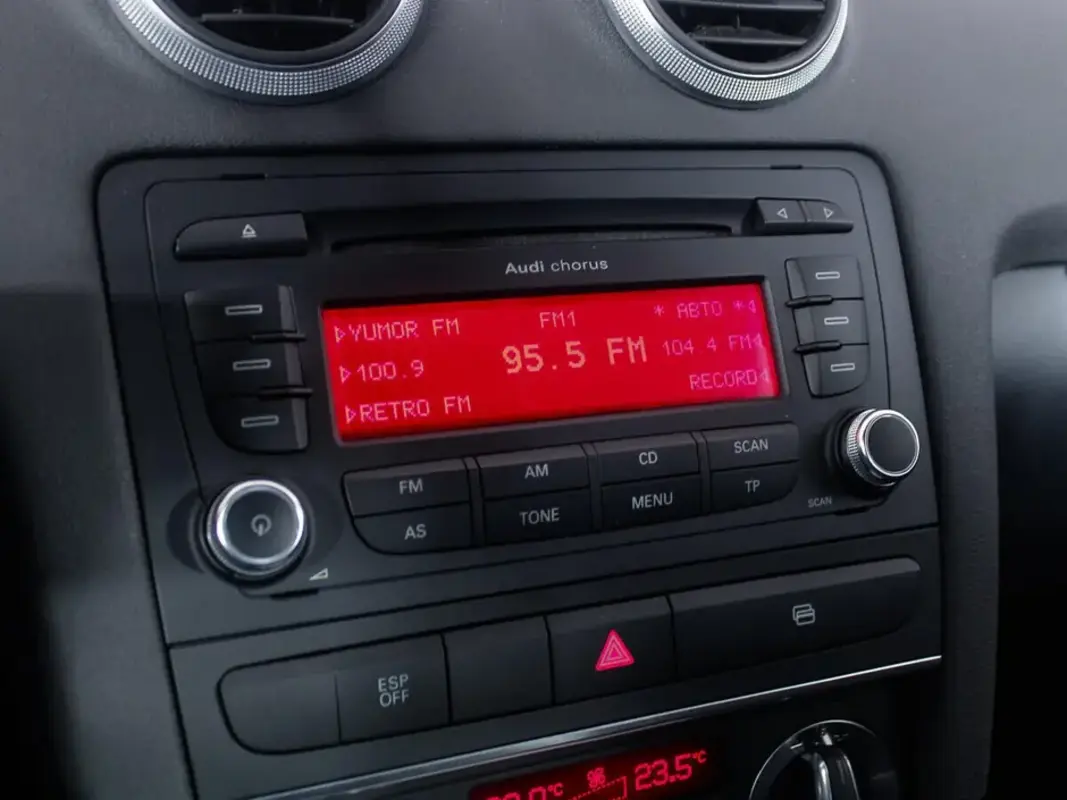 Audi chorus
YUMOR FM FM1 * АВТО *
100.9 95.5 FM 104.4 FM
RETRO FM RECORD
FM AM CD SCAN
AS TONE MENU TP
SCAN
ESP
OFF
23.5°C